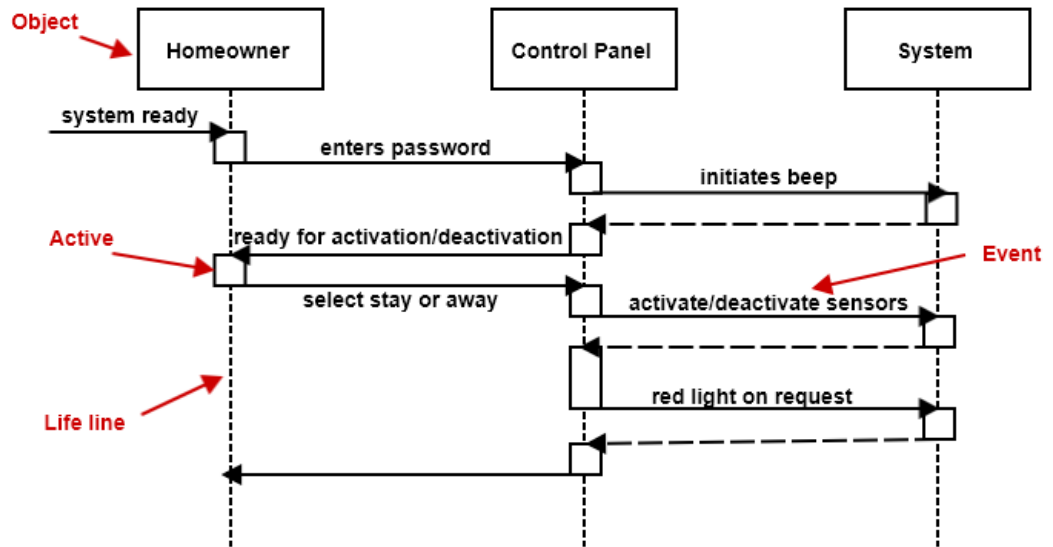 Object
Homeowner
Control Panel
System
system ready
enters password
initiates beep
Active
ready for activation/deactivation
Event
select stay or away
activate/deactivate sensors
Life line
red light on request